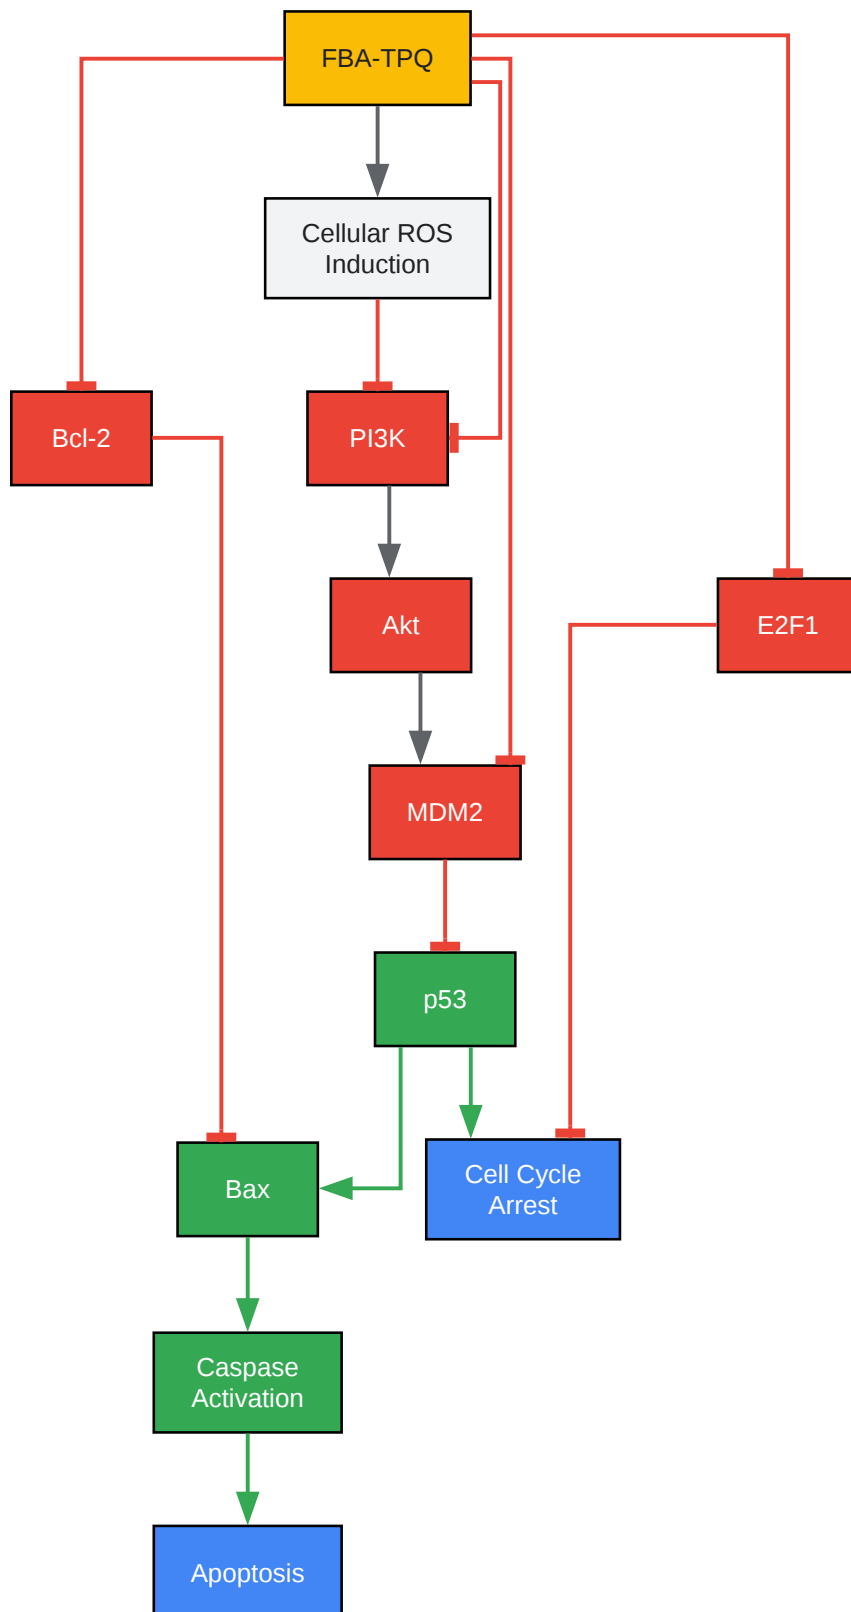 FBA-TPQ
Cellular ROS
Induction
Bcl-2
PI3K
Akt
E2F1
MDM2
p53
Bax
Cell Cycle
Arrest
Caspase
Activation
Apoptosis